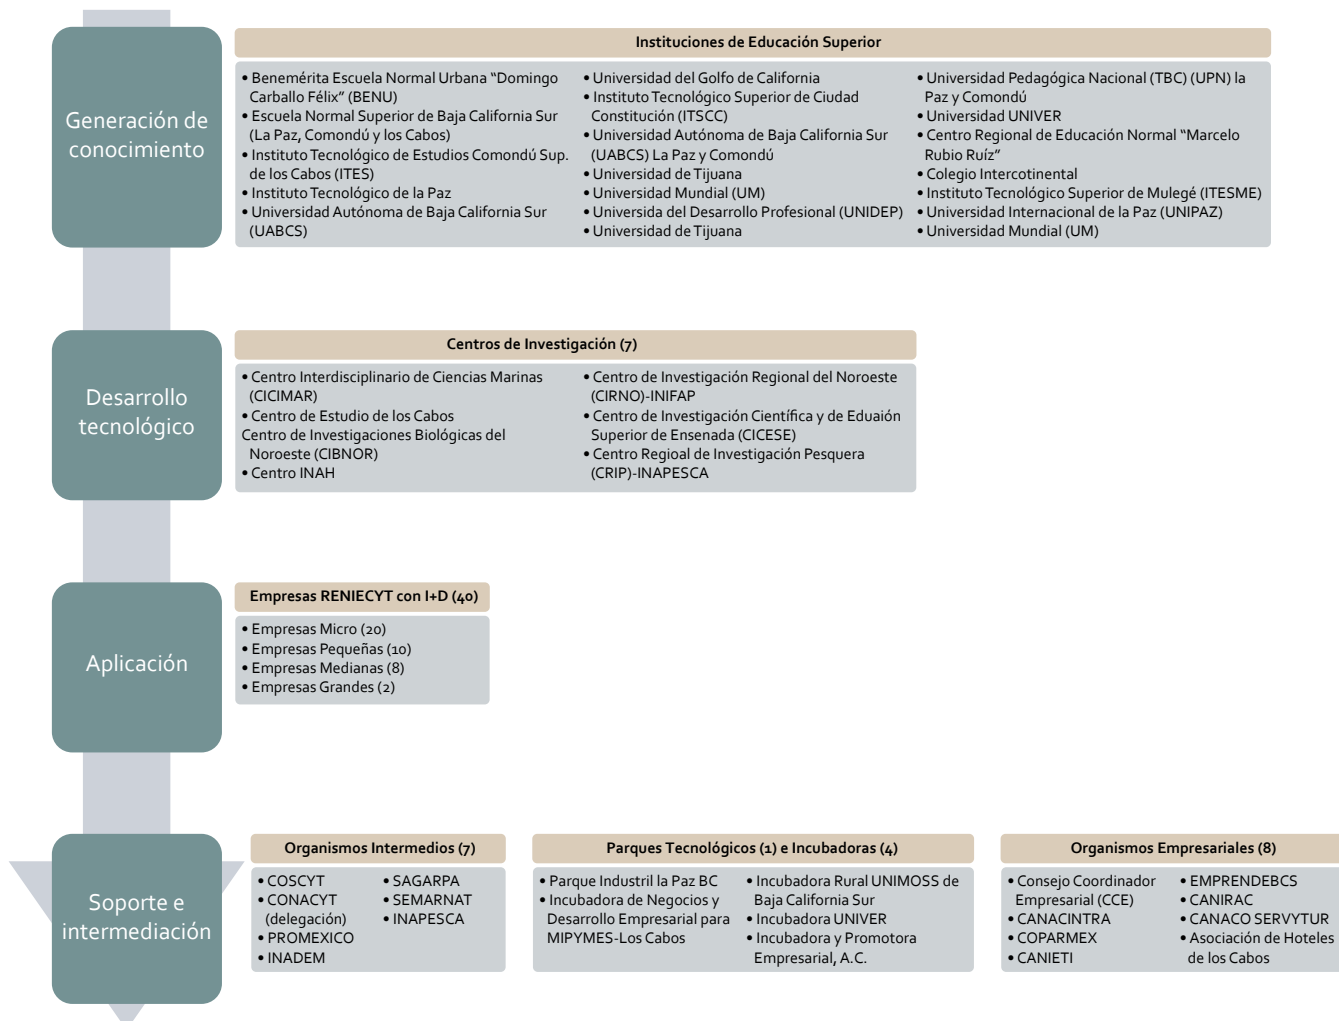 Generación de
conocimiento
Instituciones de Educación Superior
• Benemérita Escuela Normal Urbana "Domingo
Carballo Félix" (BENU)
• Escuela Normal Superior de Baja California Sur
(La Paz, Comondú y los Cabos)
• Instituto Tecnológico de Estudios Comondú Sup.
de los Cabos (ITES)
• Instituto Tecnológico de la Paz
• Universidad Autónoma de Baja California Sur
(UABCS)
• Universidad del Golfo de California
• Instituto Tecnológico Superior de Ciudad
Constitución (ITSCC)
• Universidad Autónoma de Baja California Sur
(UABCS) La Paz y Comondú
• Universidad de Tijuana
• Universidad Mundial (UM)
• Universida del Desarrollo Profesional (UNIDEP)
• Universidad de Tijuana
• Universidad Pedagógica Nacional (TBC) (UPN) la
Paz y Comondú
• Universidad UNIVER
• Centro Regional de Educación Normal "Marcelo
Rubio Ruíz"
• Colegio Intercotinental
• Instituto Tecnológico Superior de Mulegé (ITESME)
• Universidad Internacional de la Paz (UNIPAZ)
• Universidad Mundial (UM)
Desarrollo
tecnológico
Centros de Investigación (7)
• Centro Interdisciplinario de Ciencias Marinas
(CICIMAR)
• Centro de Estudio de los Cabos
Centro de Investigaciones Biológicas del
Noroeste (CIBNOR)
• Centro INAH
• Centro de Investigación Regional del Noroeste
(CIRNO)-INIFAP
• Centro de Investigación Científica y de Eduaión
Superior de Ensenada (CICESE)
• Centro Regioal de Investigación Pesquera
(CRIP)-INAPESCA
Aplicación
Empresas RENIECYT con I+D (40)
• Empresas Micro (20)
• Empresas Pequeñas (10)
• Empresas Medianas (8)
• Empresas Grandes (2)
Soporte e
intermediación
Organismos Intermedios (7)
• COSCYT
• CONACYT
(delegación)
• PROMEXICO
• INADEM
• SAGARPA
• SEMARNAT
• INAPESCA
Parques Tecnológicos (1) e Incubadoras (4)
• Parque Industril la Paz BC
• Incubadora de Negocios y
Desarrollo Empresarial para
MIPYMES-Los Cabos
• Incubadora Rural UNIMOSS de
Baja California Sur
• Incubadora UNIVER
• Incubadora y Promotora
Empresarial, A.C.
Organismos Empresariales (8)
• Consejo Coordinador
Empresarial (CCE)
• CANACINTRA
• COPARMEX
• CANIETI
• EMPRENDEBCS
• CANIRAC
• CANACO SERVYTUR
• Asociación de Hoteles
de los Cabos